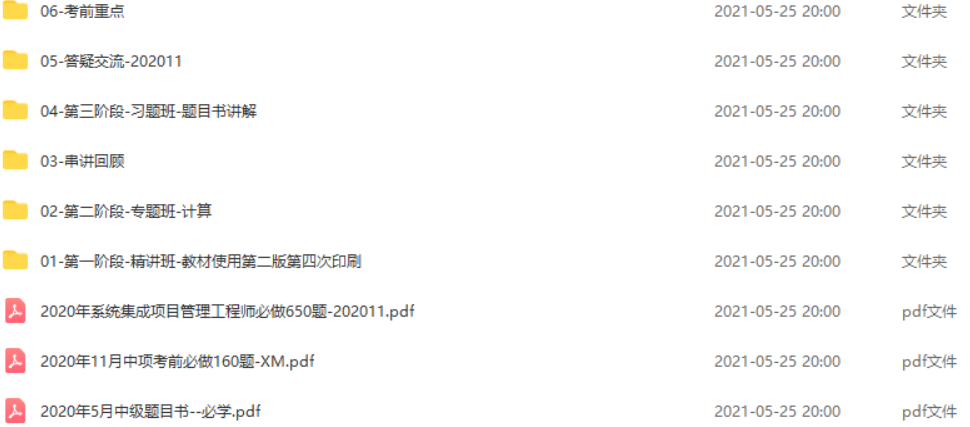 06-考前重点 2021-05-25 20:00 文件夹
05-答疑交流-202011 2021-05-25 20:00 文件夹
04-第三阶段-习题班-题目书讲解 2021-05-25 20:00 文件夹
03-串讲回顾 2021-05-25 20:00 文件夹
02-第二阶段-专题班-计算 2021-05-25 20:00 文件夹
01-第一阶段-精讲班-教材使用第二版第四次印刷 2021-05-25 20:00 文件夹
2020年系统集成项目管理工程师必做650题-202011.pdf 2021-05-25 20:00 pdf文件
2020年11月中项考前必做160题-XM.pdf 2021-05-25 20:00 pdf文件
2020年5月中级题目书--必学.pdf 2021-05-25 20:00 pdf文件